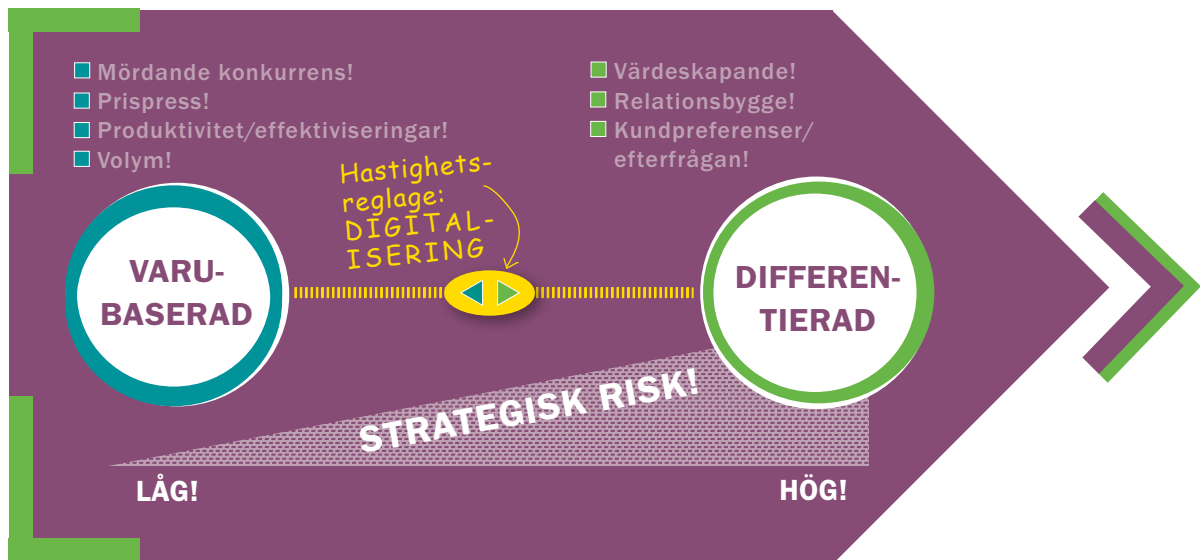 Mördande konkurrens!
Prispress!
Produktivitet/effektiviseringar!
Volym!
Värdeskapande!
Relationsbygge!
Kundpreferenser/
efterfrågan!
Hastighets-
reglage:
DIGITAL-
ISERING
VARU-
BASERAD
DIFFEREN-
TIERAD
STRATEGISK RISK!
LÅG!
HÖG!